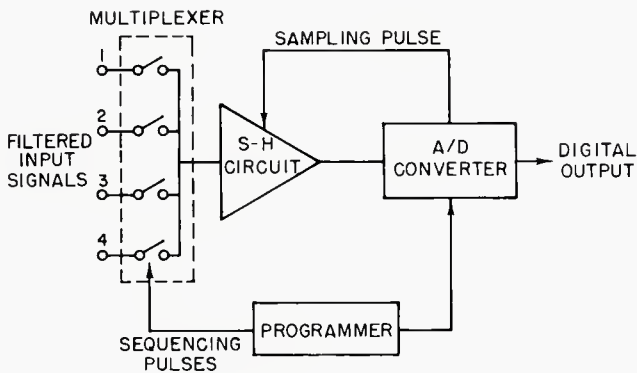 MULTIPLEXER
1
2
3
4
FILTERED
INPUT
SIGNALS
SAMPLING PULSE
S-H
CIRCUIT
A/D
CONVERTER
DIGITAL
OUTPUT
PROGRAMMER
SEQUENCING
PULSES